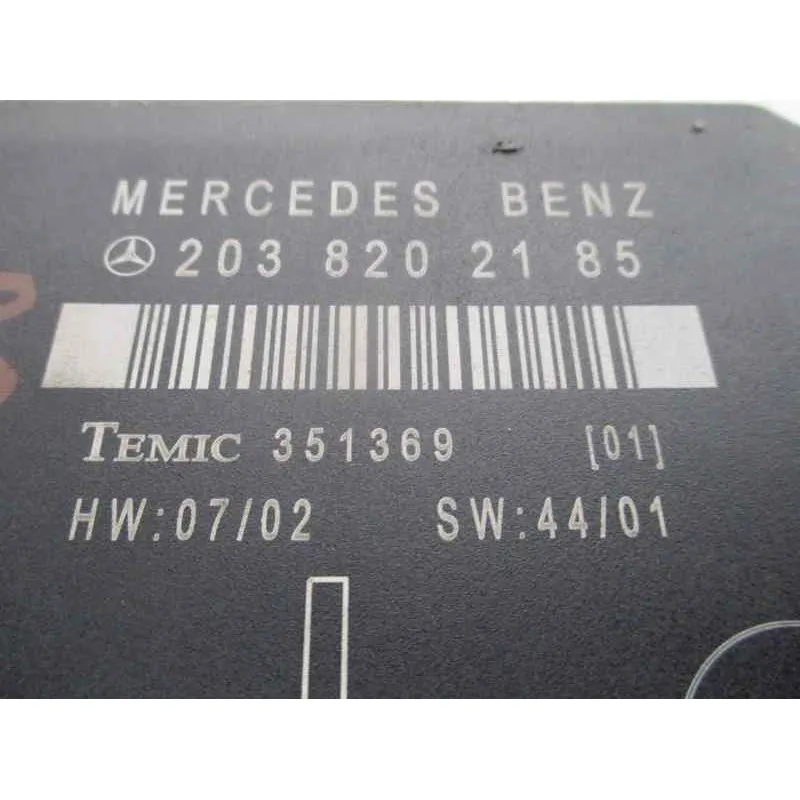 MERCEDES BENZ
203 820 21 85
TEMIC 351369 [01]
HW:07/02 SW:44/01